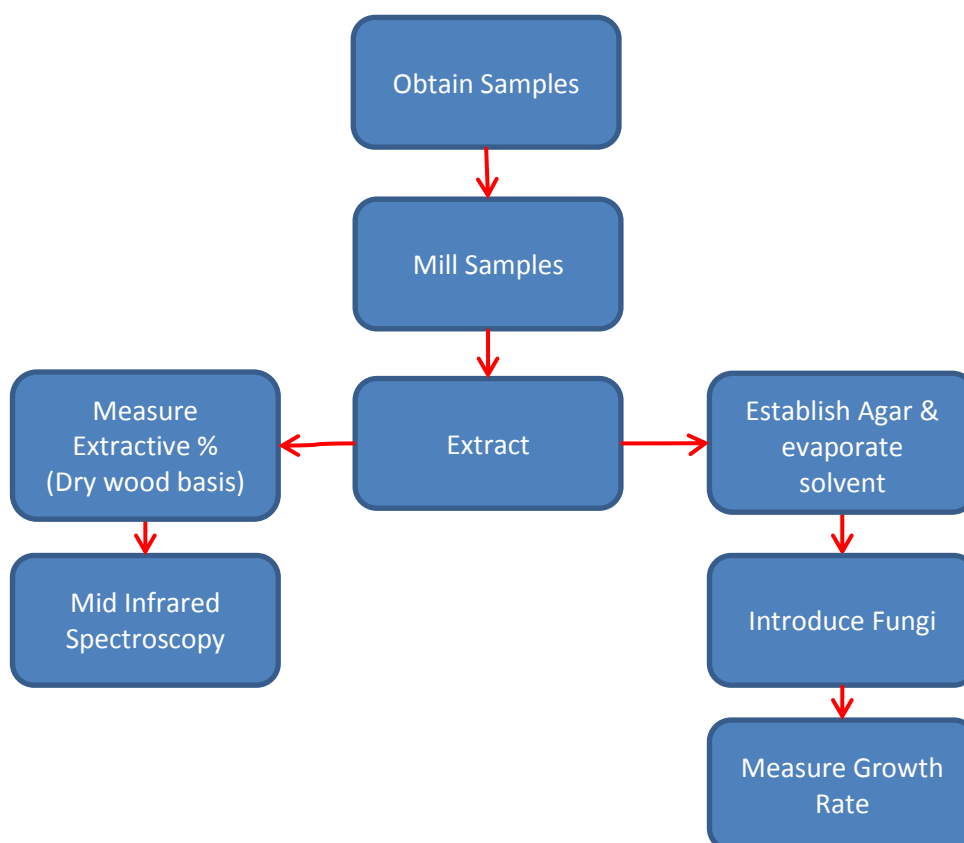 Obtain Samples
Mill Samples
Extract
Measure
Extractive %
(Dry wood basis)
Mid Infrared
Spectroscopy
Establish Agar &
evaporate
solvent
Introduce Fungi
Measure Growth
Rate